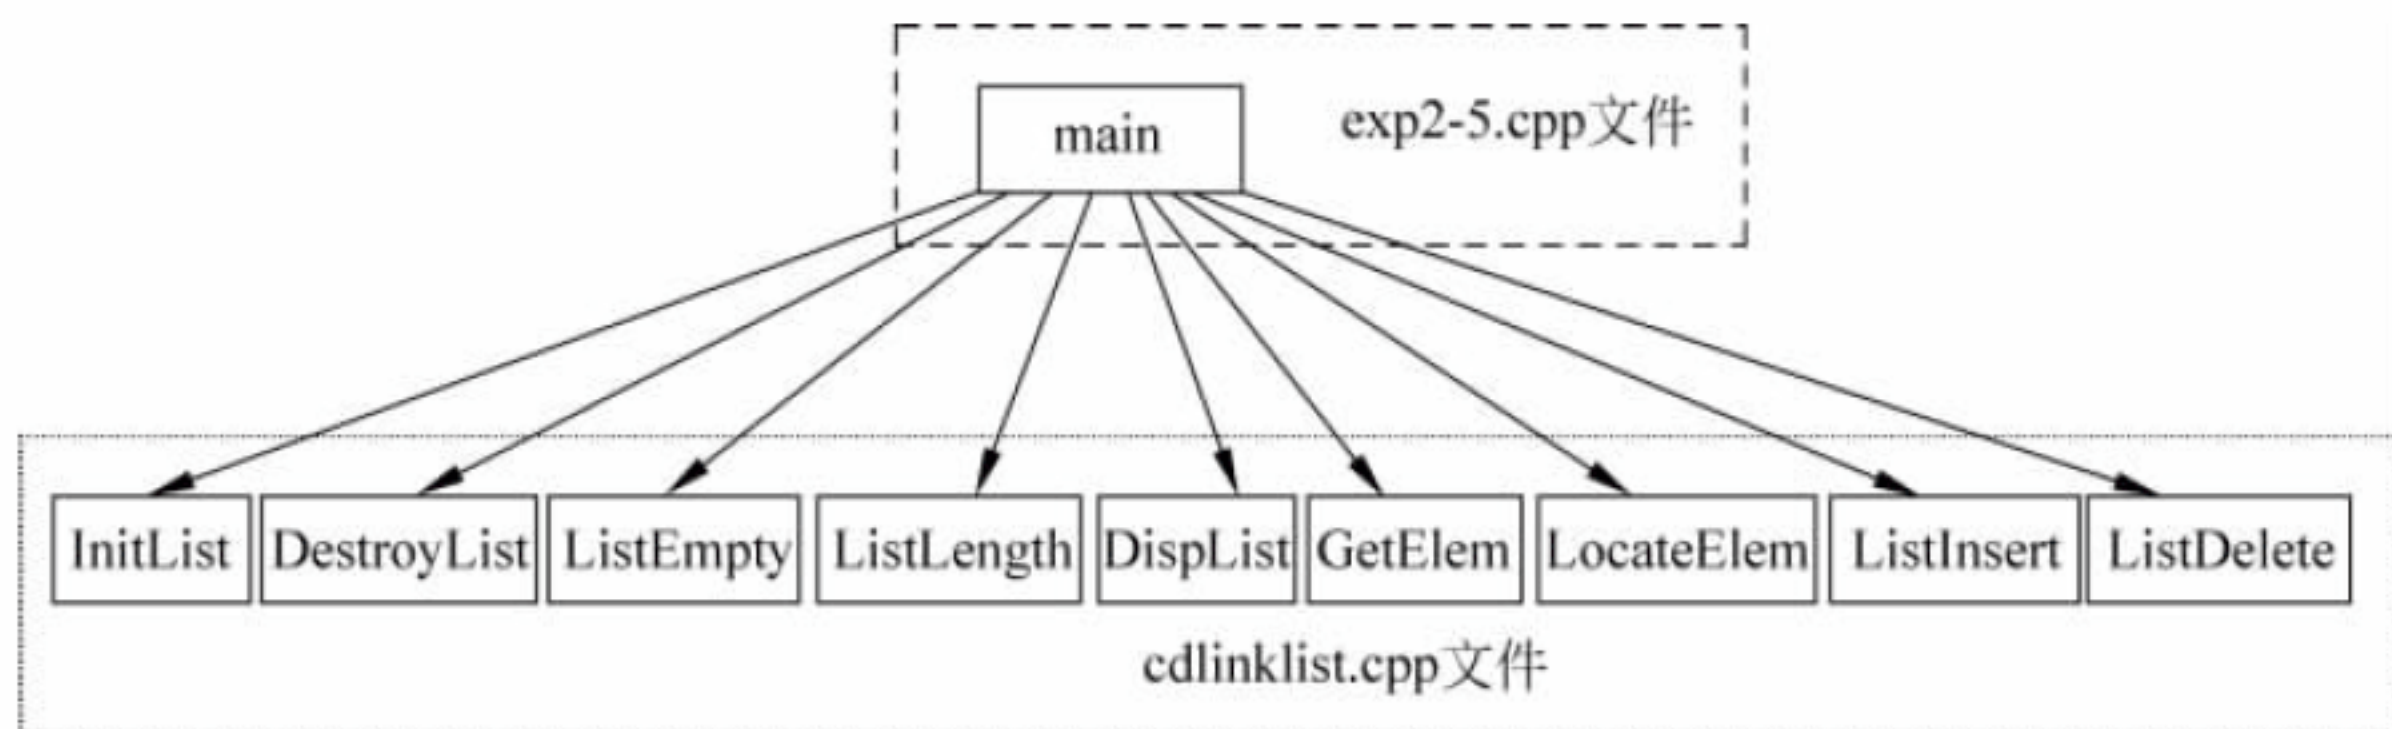 main
exp2-5.cpp文件
InitList
DestroyList
ListEmpty
ListLength
DispList
GetElem
LocateElem
ListInsert
ListDelete
cdlinklist.cpp文件